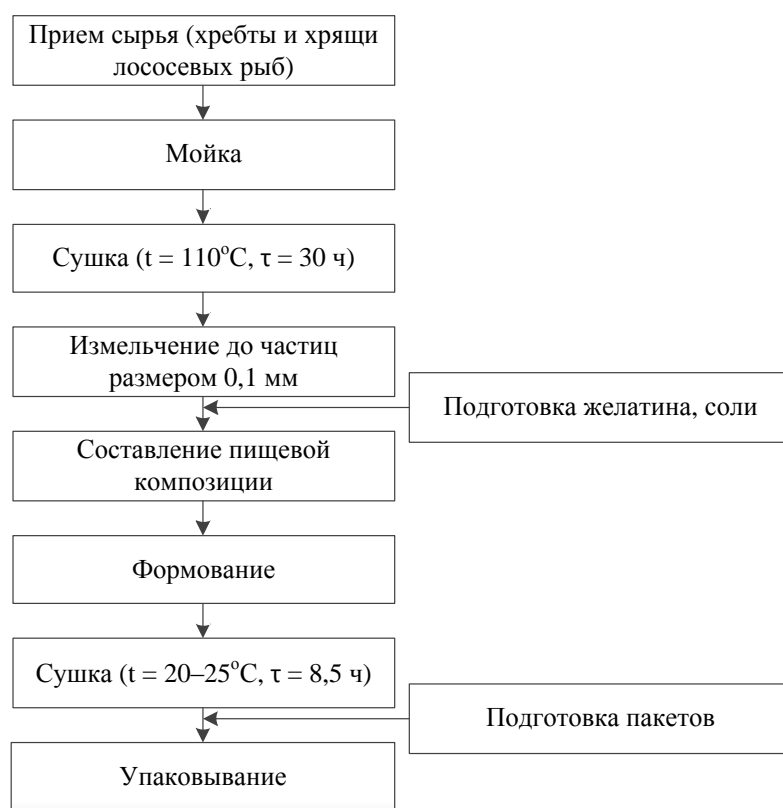 Прием сырья (хребты и хрящи
лососевых рыб)
Мойка
Сушка (t = 110°С, τ = 30 ч)
Измельчение до частиц
размером 0,1 мм
Подготовка желатина, соли
Составление пищевой
композиции
Формование
Сушка (t = 20–25°С, τ = 8,5 ч)
Подготовка пакетов
Упаковывание